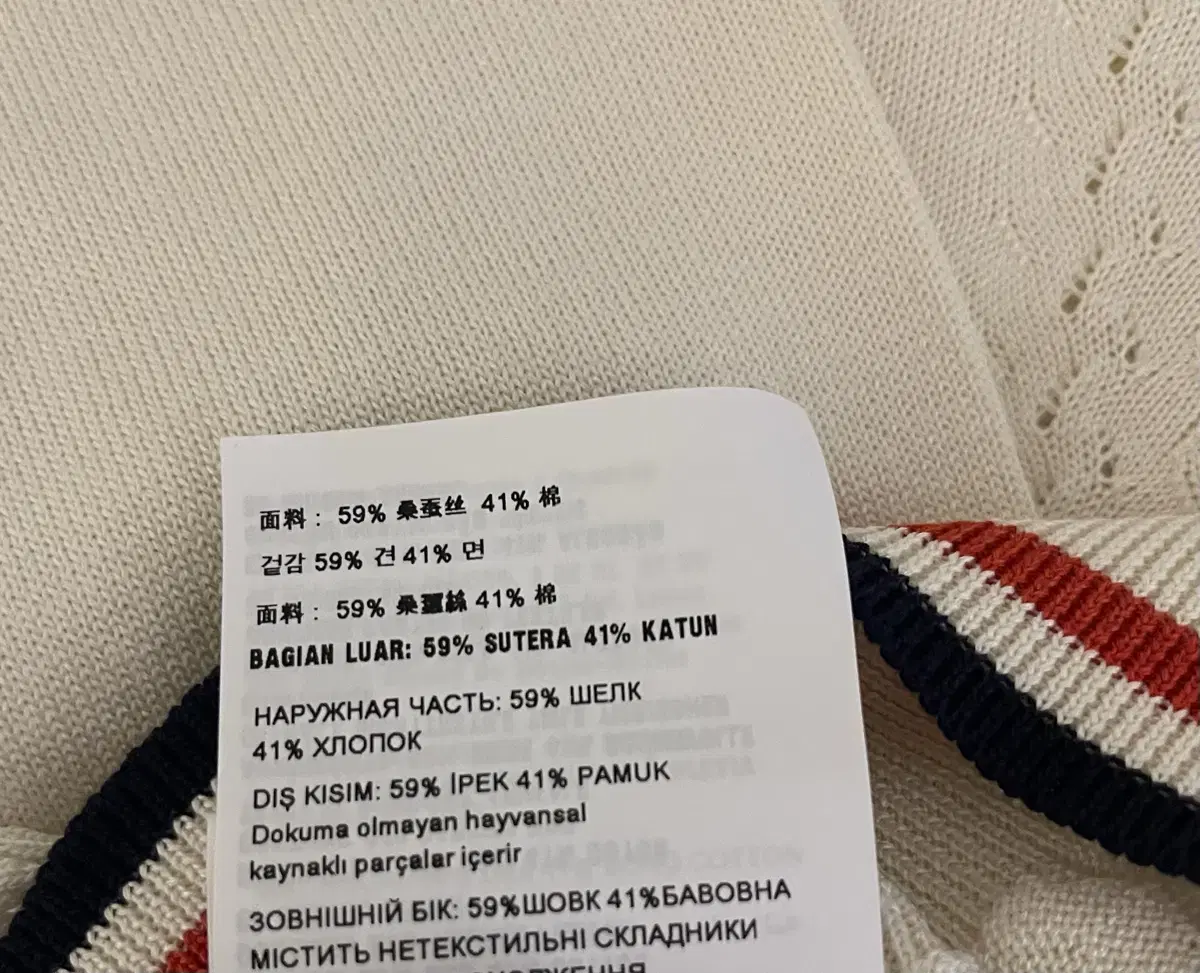 面料： 59% 桑蚕丝 41% 棉
겉감 59% 견 41% 면
面料： 59% 桑蠶絲 41% 棉
BAGIAN LUAR: 59% SUTERA 41% KATUN
НАРУЖНАЯ ЧАСТЬ: 59% ШЕЛК
41% ХЛОПОК
DIŞ KISIM: 59% İPEK 41% PAMUK
Dokuma olmayan hayvansal
kaynaklı parçalar içerir
ЗОВНІШНІЙ БІК: 59%ШОВК 41%БАВОВНА
МІСТИТЬ НЕТЕКСТИЛЬНІ СКЛАДНИКИ